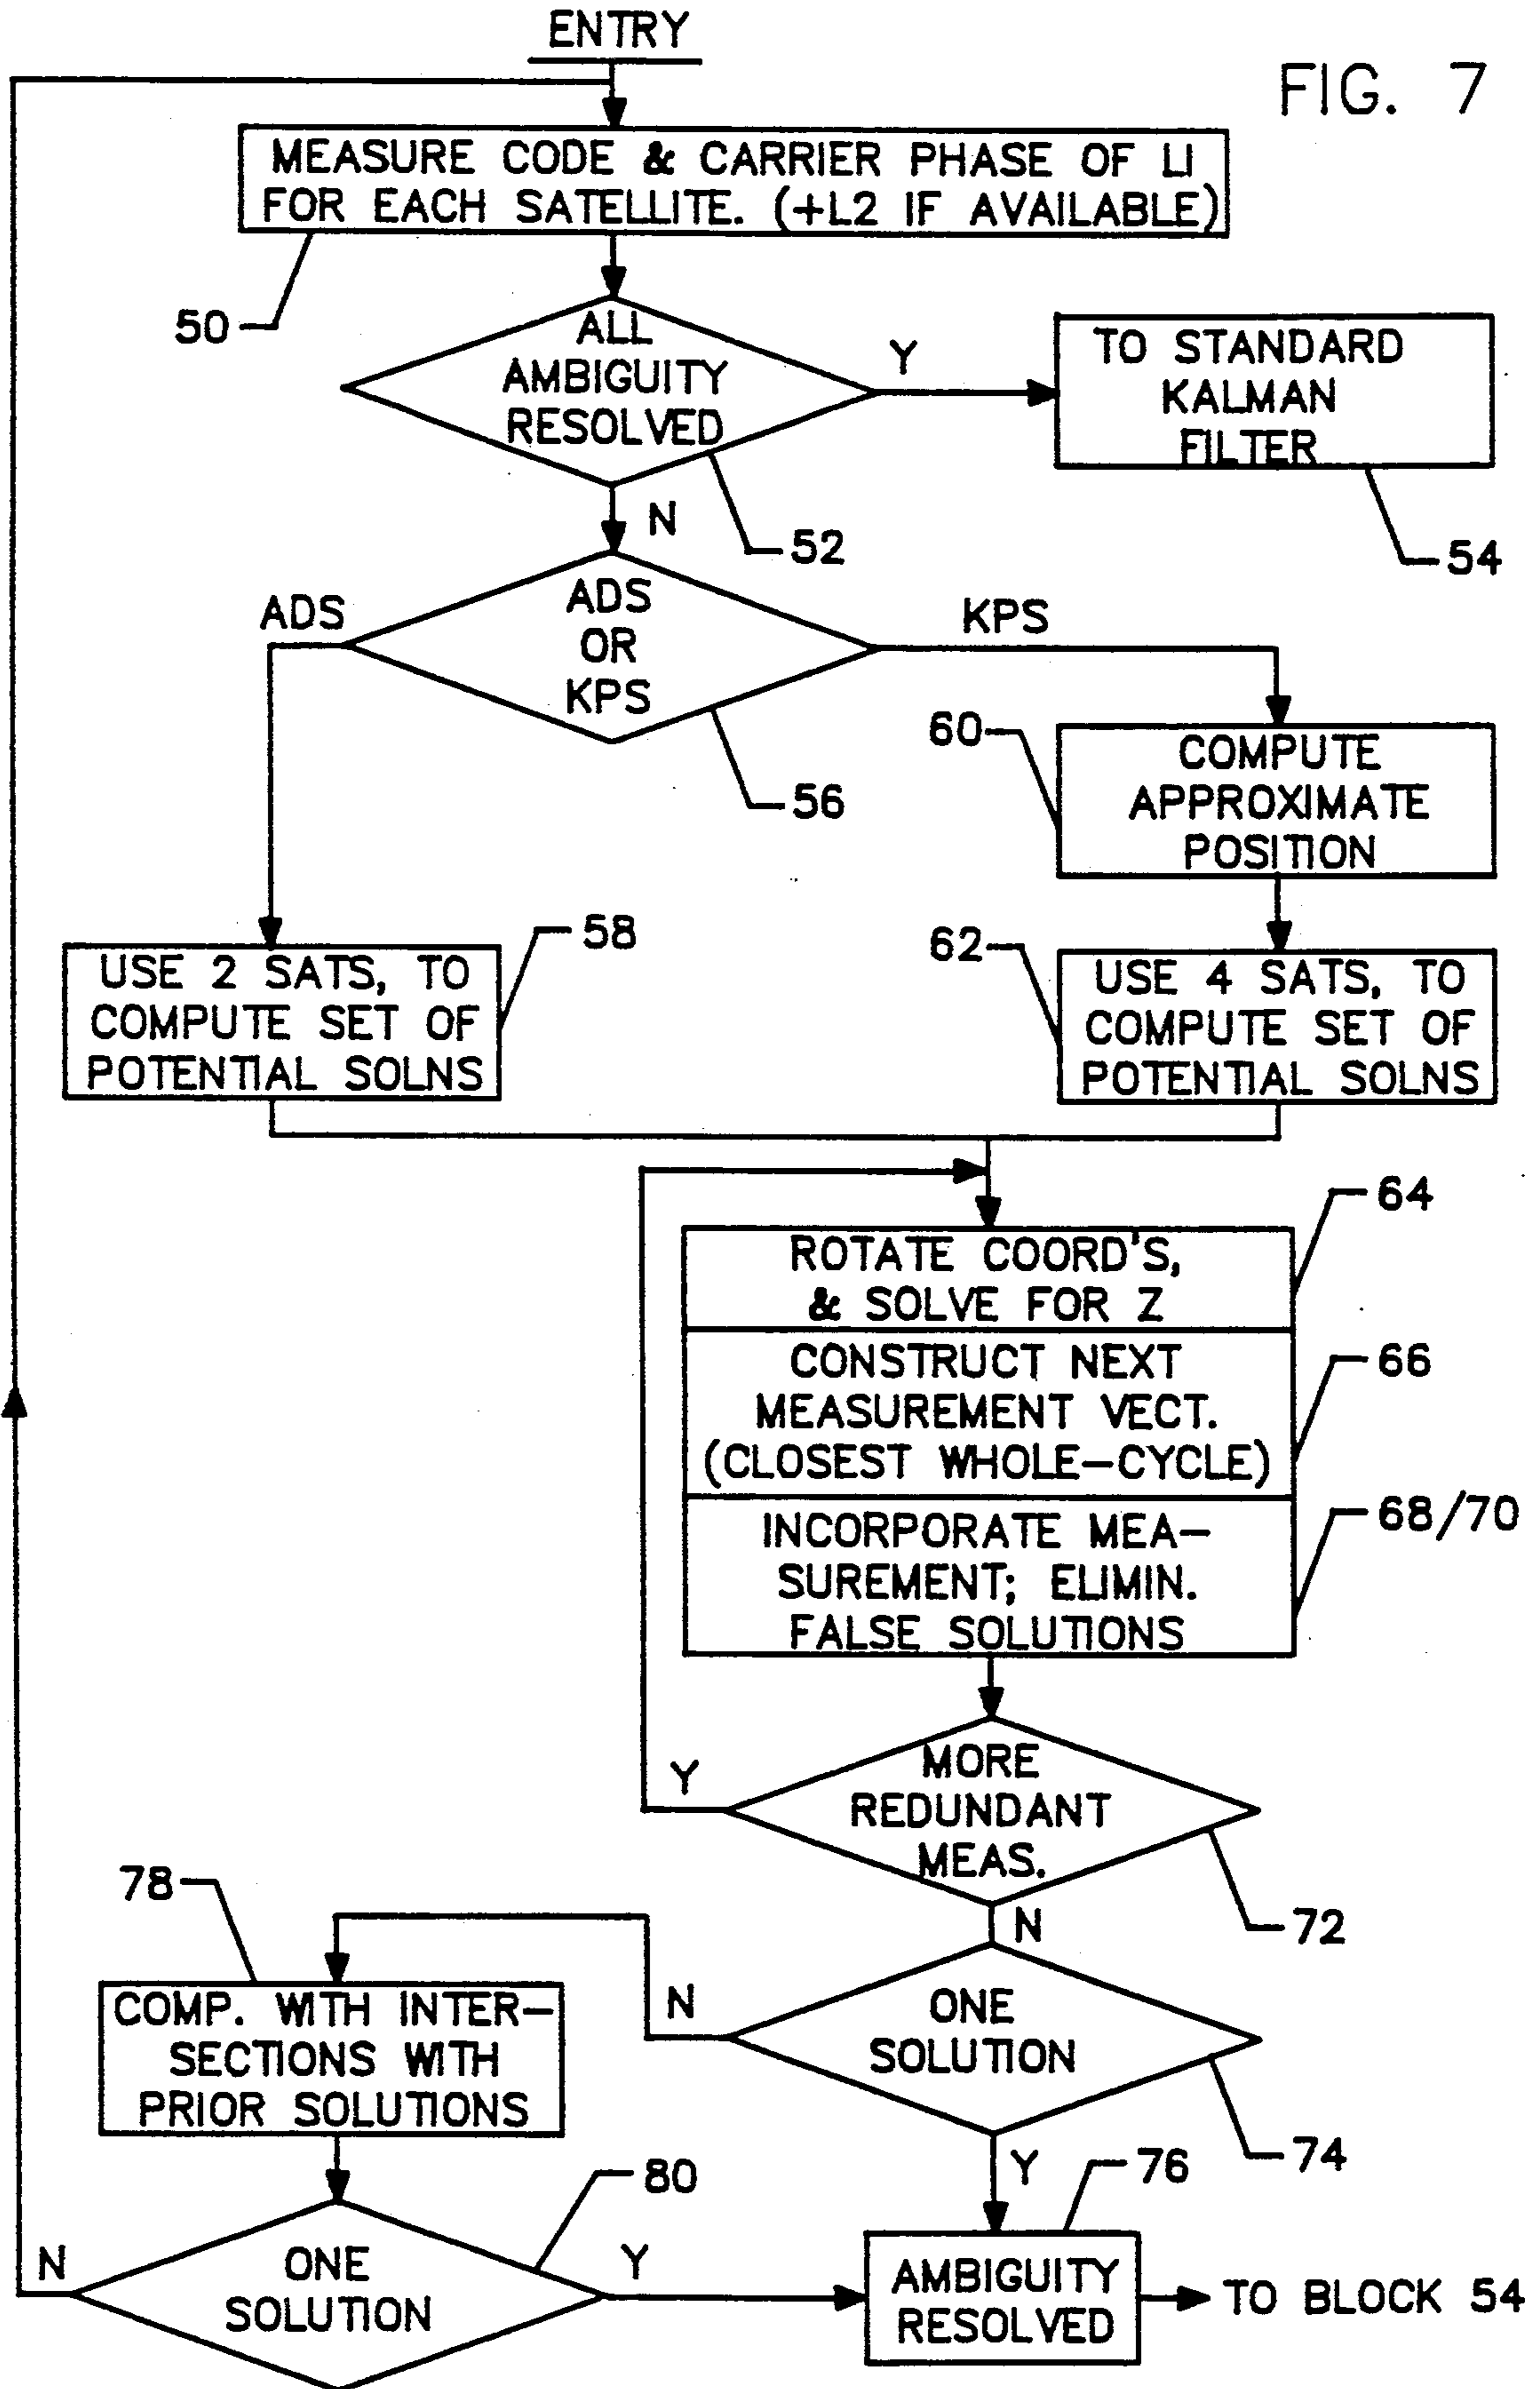 ENTRY
FIG. 7
MEASURE CODE & CARRIER PHASE OF L1
FOR EACH SATELLITE. (+L2 IF AVAILABLE)
50
ALL
AMBIGUITY
RESOLVED
Y
TO STANDARD
KALMAN
FILTER
N
52
54
ADS
ADS
OR
KPS
KPS
56
60
COMPUTE
APPROXIMATE
POSITION
58
USE 2 SATS, TO
COMPUTE SET OF
POTENTIAL SOLNS
62
USE 4 SATS, TO
COMPUTE SET OF
POTENTIAL SOLNS
64
ROTATE COORD'S,
& SOLVE FOR Z
CONSTRUCT NEXT
MEASUREMENT VECT.
(CLOSEST WHOLE-CYCLE)
66
INCORPORATE MEA-
SUREMENT; ELIMIN.
FALSE SOLUTIONS
68/70
Y
MORE
REDUNDANT
MEAS.
72
N
78
COMP. WITH INTER-
SECTIONS WITH
PRIOR SOLUTIONS
N
ONE
SOLUTION
74
Y
76
80
N
ONE
SOLUTION
Y
AMBIGUITY
RESOLVED
TO BLOCK 54